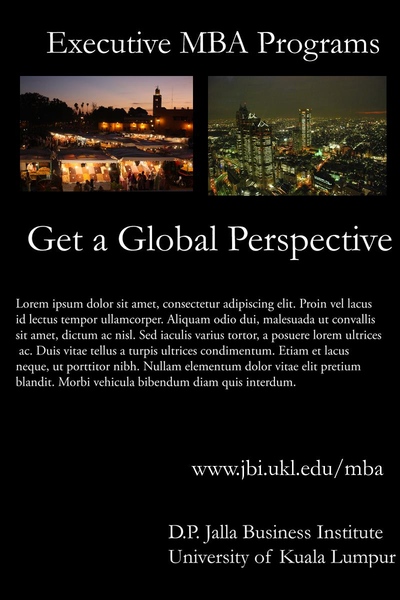 Executive MBA Programs
Get a Global Perspective
Lorem ipsum dolor sit amet, consectetur adipiscing elit. Proin vel lacus
id lectus tempor ullamcorper. Aliquam odio dui, malesuada ut convallis
sit amet, dictum ac nisl. Sed iaculis varius tortor, a posuere lorem ultrices
ac. Duis vitae tellus a turpis ultrices condimentum. Etiam et lacus
neque, ut porttitor nibh. Nullam elementum dolor vitae elit pretium
blandit. Morbi vehicula bibendum diam quis interdum.
www.jbi.ukl.edu/mba
D.P. Jalla Business Institute
University of Kuala Lumpur